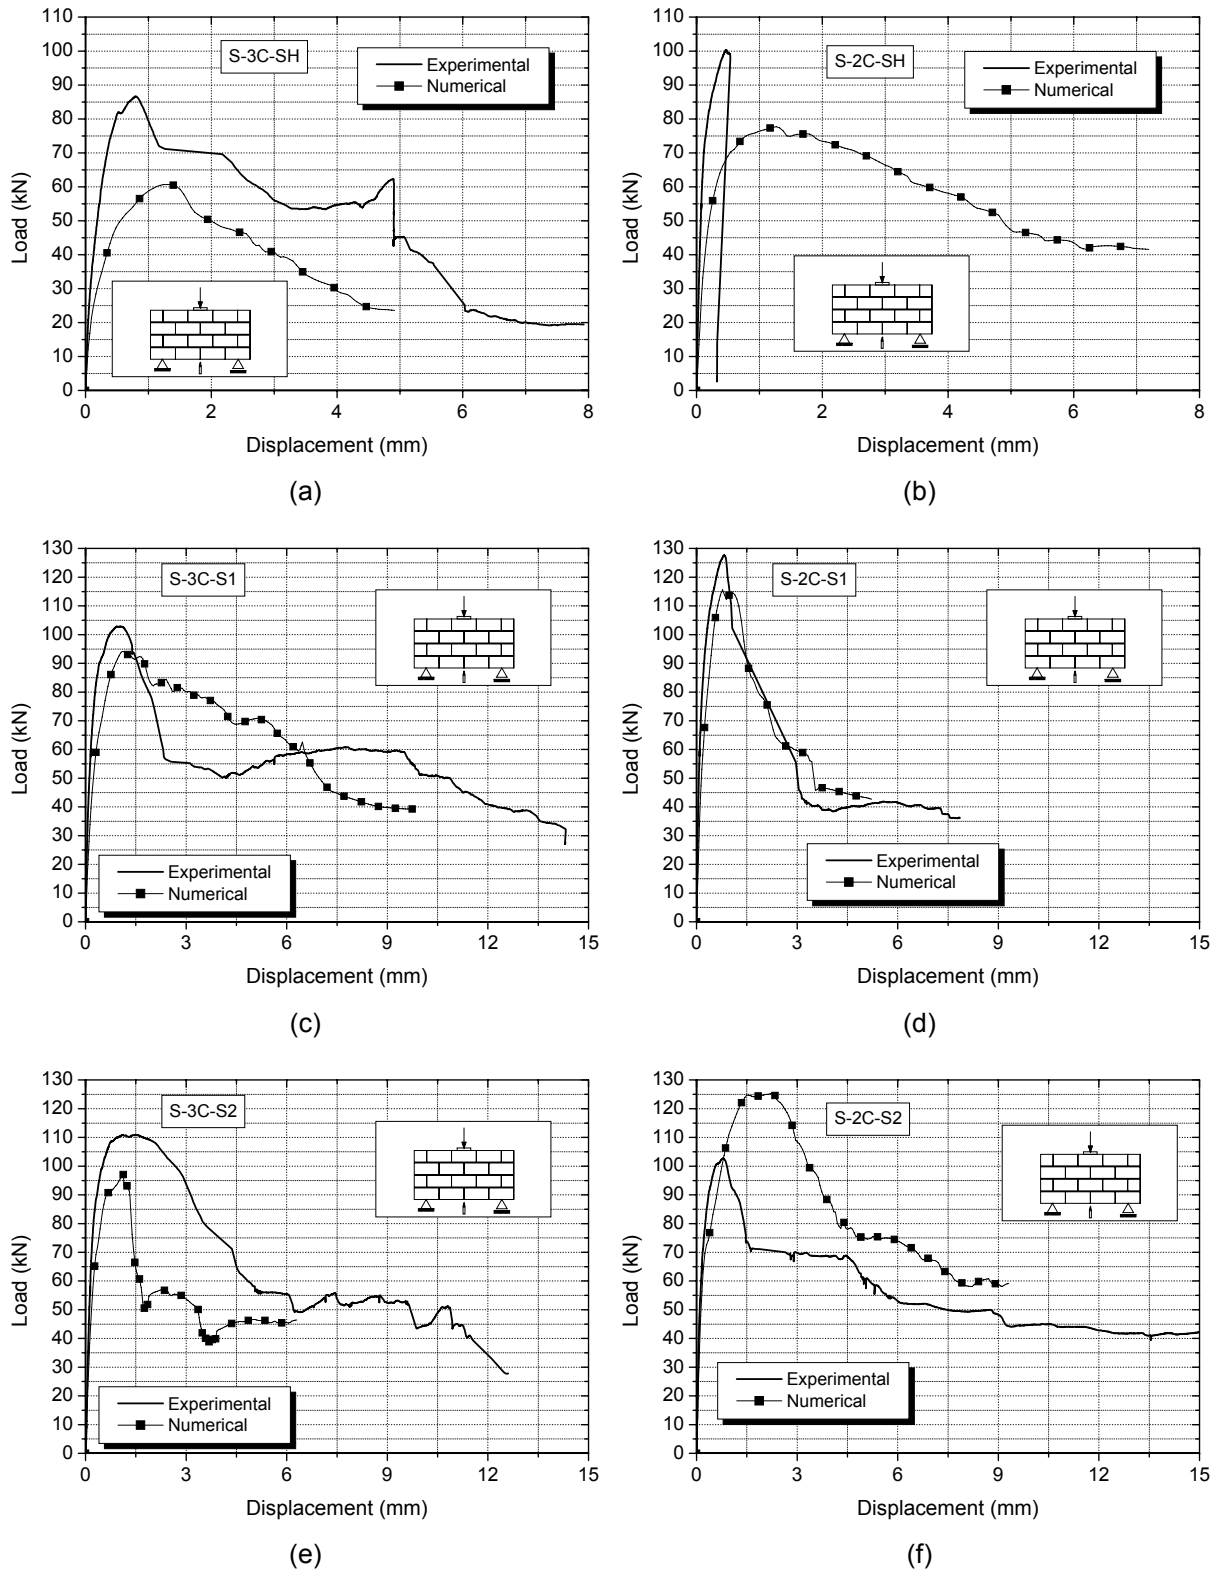 110
100
90
80
70
60
50
40
30
20
10
0
Load (kN)
S-3C-SH
Experimental
Numerical
0 2 4 6 8
Displacement (mm)
(a)
110
100
90
80
70
60
50
40
30
20
10
0
Load (kN)
S-2C-SH
Experimental
Numerical
0 2 4 6 8
Displacement (mm)
(b)
130
120
110
100
90
80
70
60
50
40
30
20
10
0
Load (kN)
S-3C-S1
Experimental
Numerical
0 3 6 9 12 15
Displacement (mm)
(c)
130
120
110
100
90
80
70
60
50
40
30
20
10
0
Load (kN)
S-2C-S1
Experimental
Numerical
0 3 6 9 12 15
Displacement (mm)
(d)
130
120
110
100
90
80
70
60
50
40
30
20
10
0
Load (kN)
S-3C-S2
Experimental
Numerical
0 3 6 9 12 15
Displacement (mm)
(e)
130
120
110
100
90
80
70
60
50
40
30
20
10
0
Load (kN)
S-2C-S2
Experimental
Numerical
0 3 6 9 12 15
Displacement (mm)
(f)